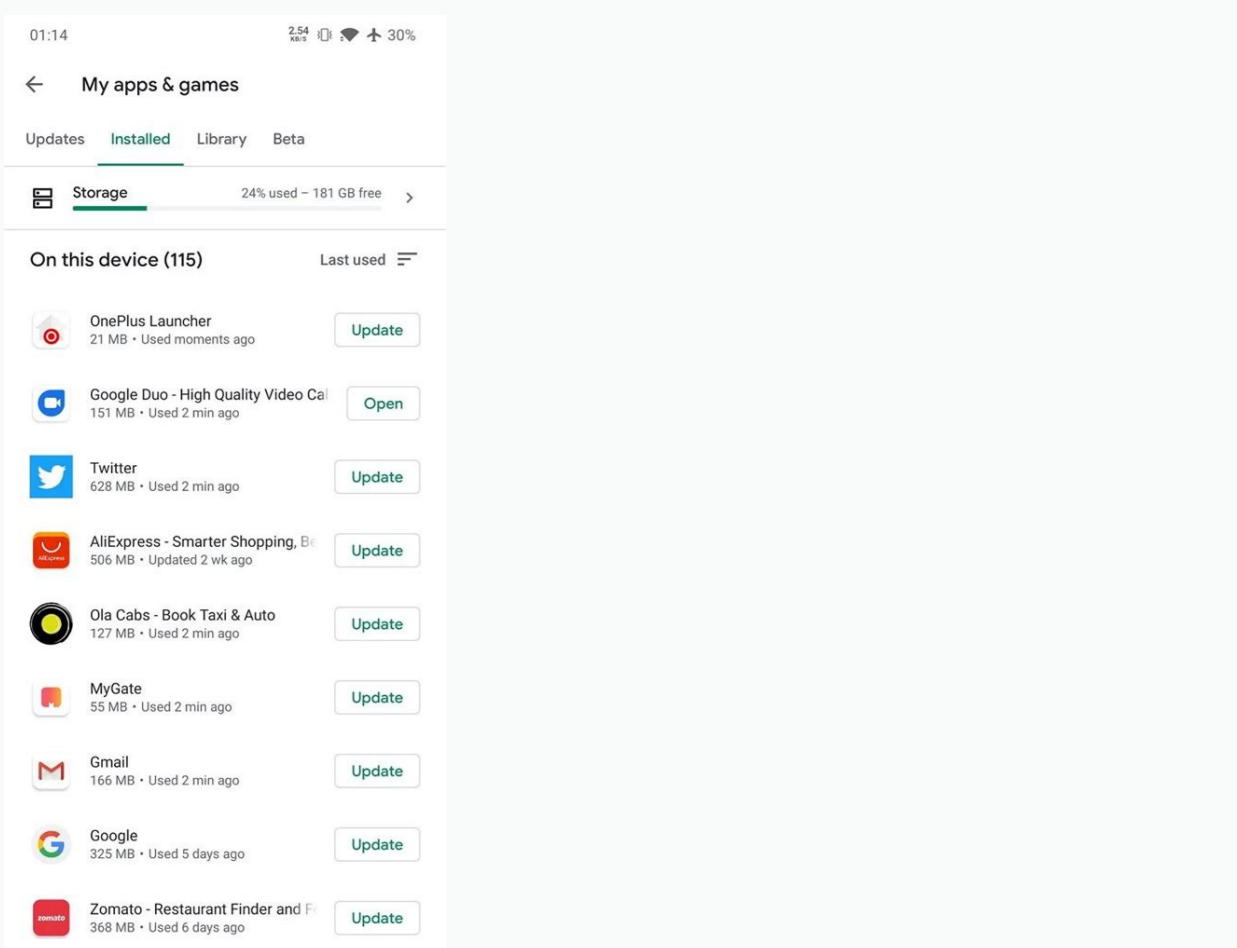 01:14 2.54 KB/S 30%
My apps & games
Updates Installed Library Beta
Storage 24% used – 181 GB free
On this device (115) Last used
OnePlus Launcher
21 MB • Used moments ago
Update
Google Duo - High Quality Video Cal
151 MB • Used 2 min ago
Open
Twitter
628 MB • Used 2 min ago
Update
AliExpress
AliExpress - Smarter Shopping, Be
506 MB • Updated 2 wk ago
Update
Ola Cabs - Book Taxi & Auto
127 MB • Used 2 min ago
Update
MyGate
55 MB • Used 2 min ago
Update
Gmail
166 MB • Used 2 min ago
Update
Google
325 MB • Used 5 days ago
Update
zomato
Zomato - Restaurant Finder and F
368 MB • Used 6 days ago
Update